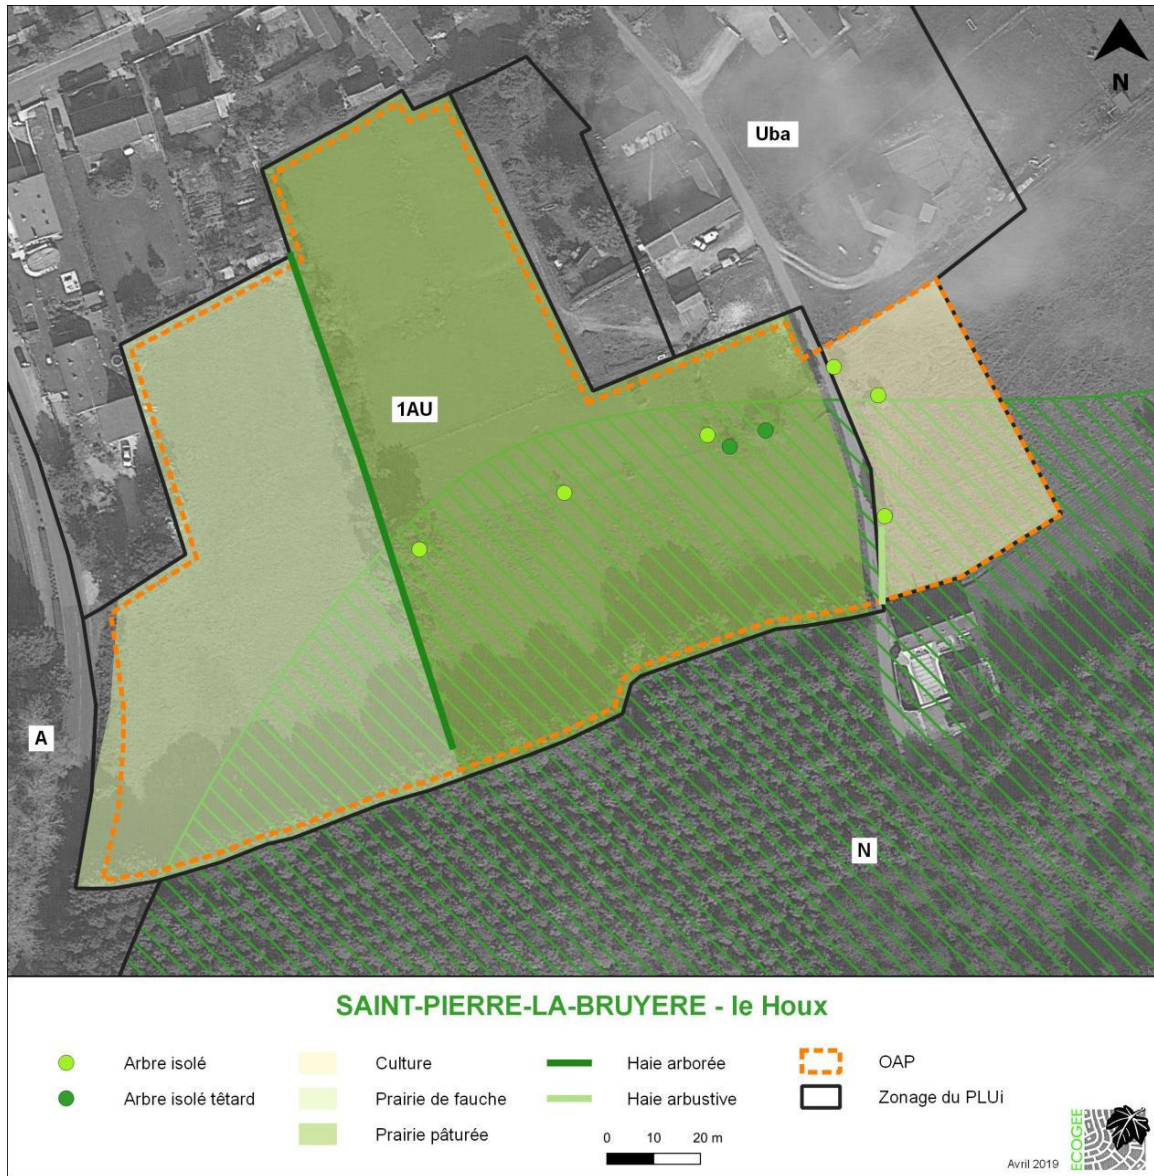 N
Uba
1AU
A
N
SAINT-PIERRE-LA-BRUYERE - le Houx
Arbre isolé
Arbre isolé têtard
Culture
Prairie de fauche
Prairie pâturée
Haie arborée
Haie arbustive
0 10 20 m
OAP
Zonage du PLUi
Avril 2019
ECOGEE